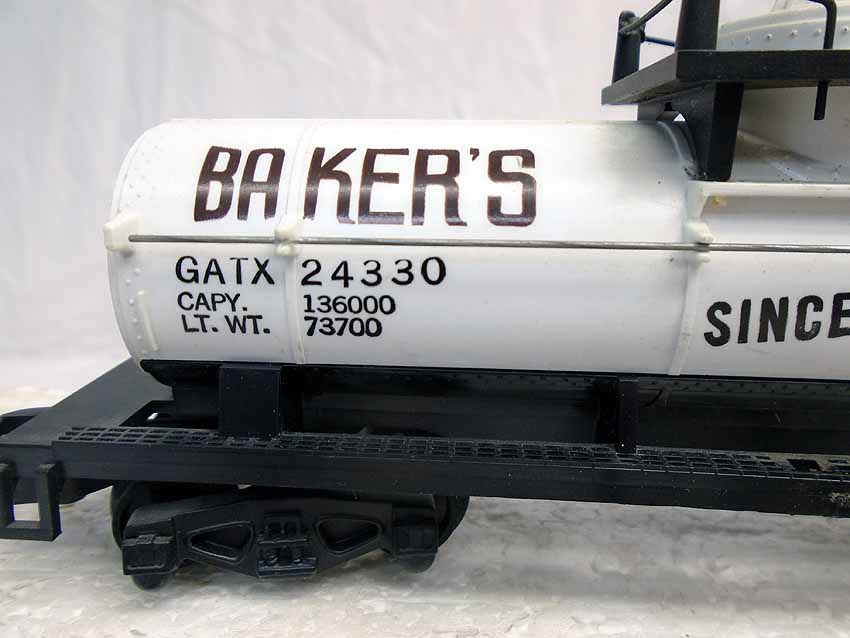 BAKER'S
GATX 24330
CAPY. 136000
LT. WT. 73700
SINCE